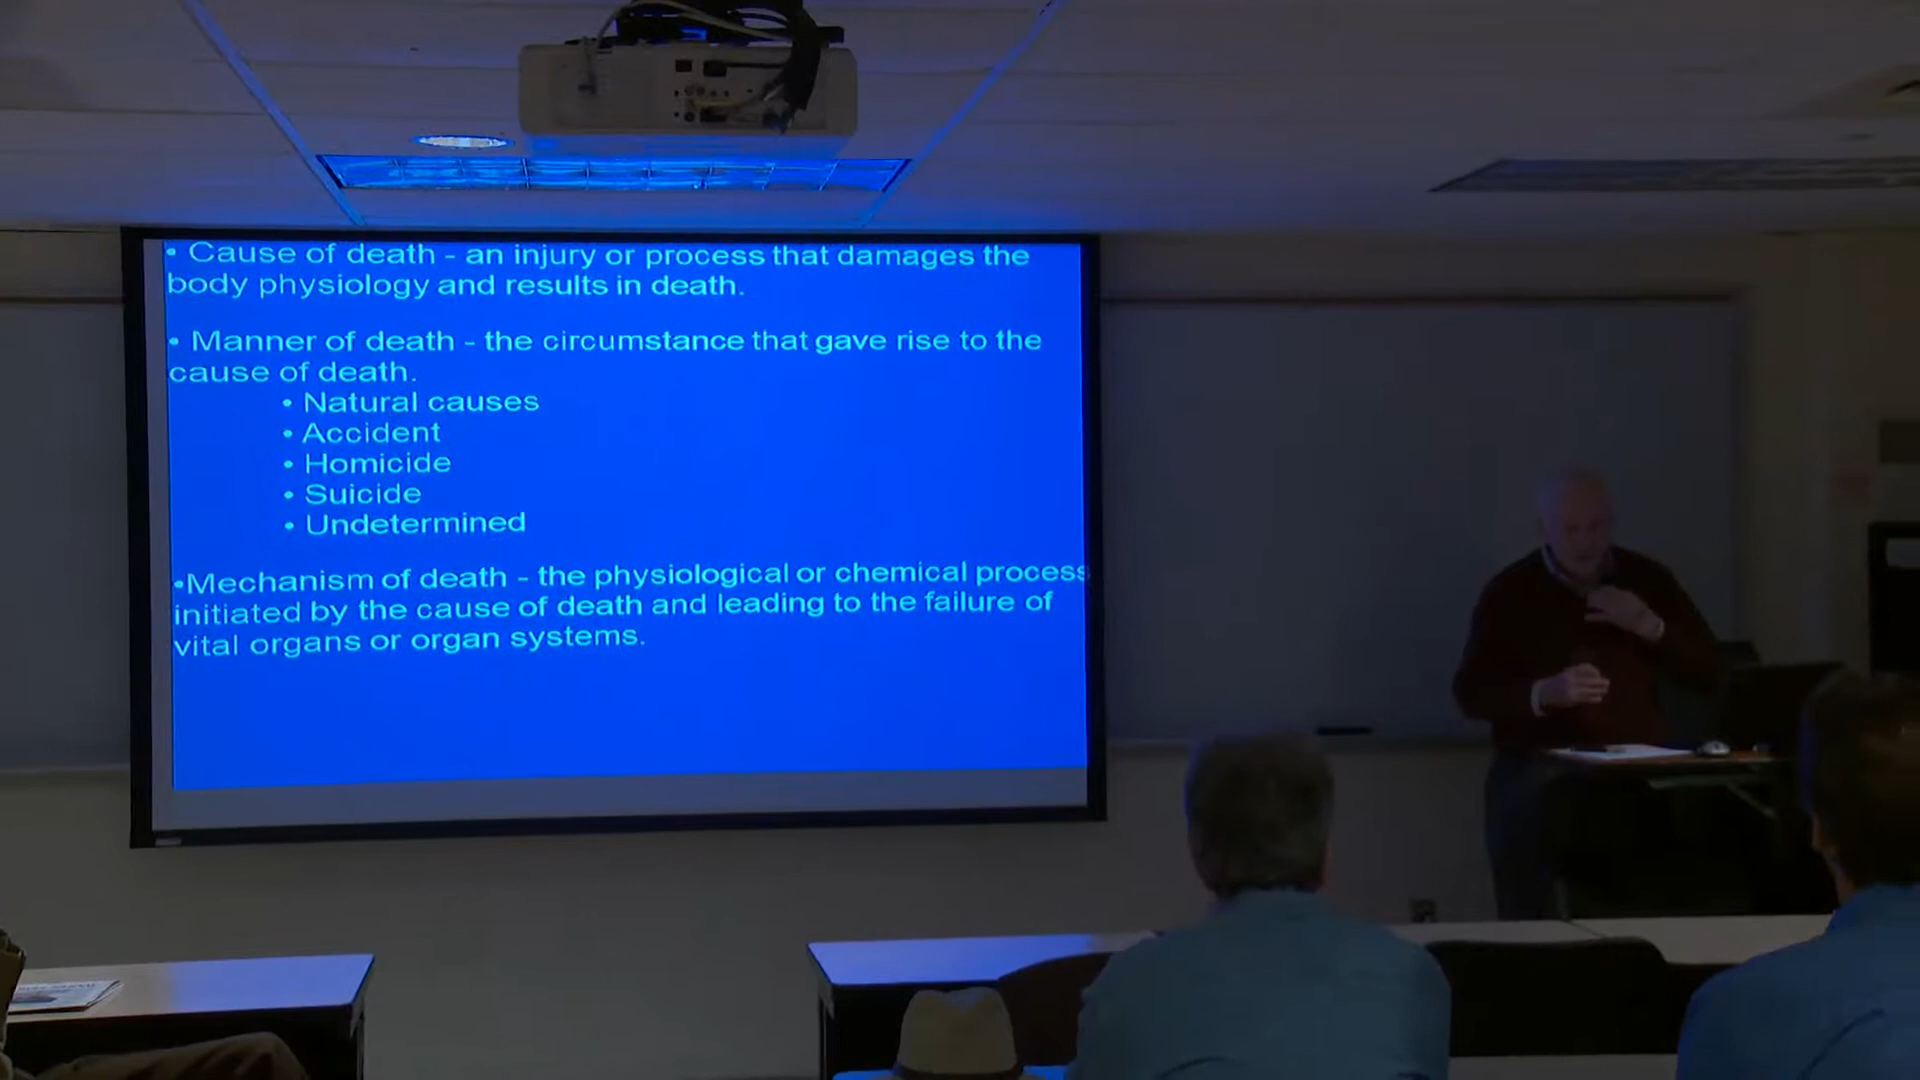 • Cause of death - an injury or process that damages the
body physiology and results in death.
• Manner of death - the circumstance that gave rise to the
cause of death.
• Natural causes
• Accident
• Homicide
• Suicide
• Undetermined
•Mechanism of death - the physiological or chemical process
initiated by the cause of death and leading to the failure of
vital organs or organ systems.